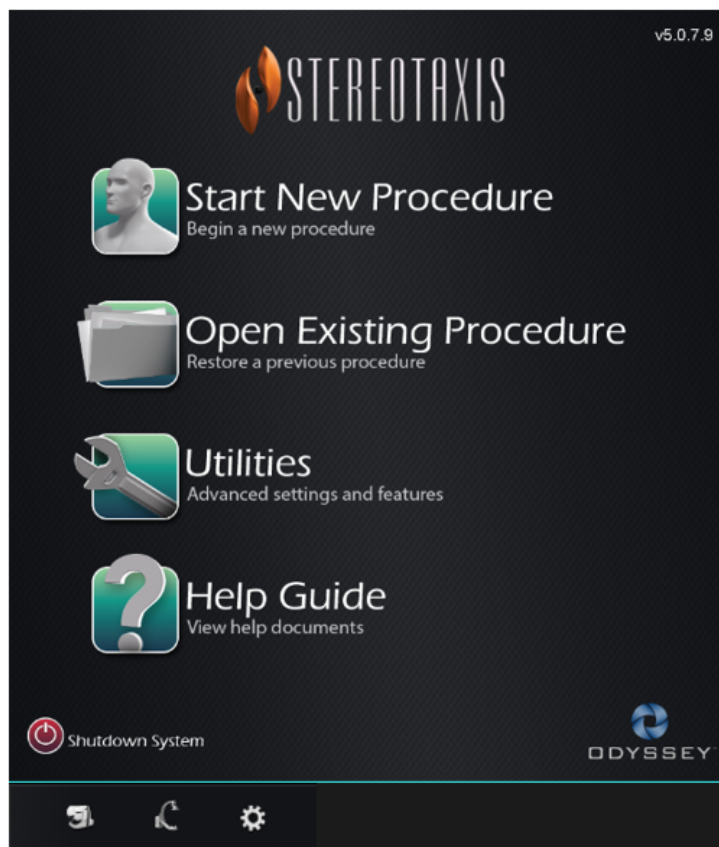 v5.0.7.9
STEREOTAXIS
Start New Procedure
Begin a new procedure
Open Existing Procedure
Restore a previous procedure
Utilities
Advanced settings and features
Help Guide
View help documents
Shutdown System
ODYSSEY